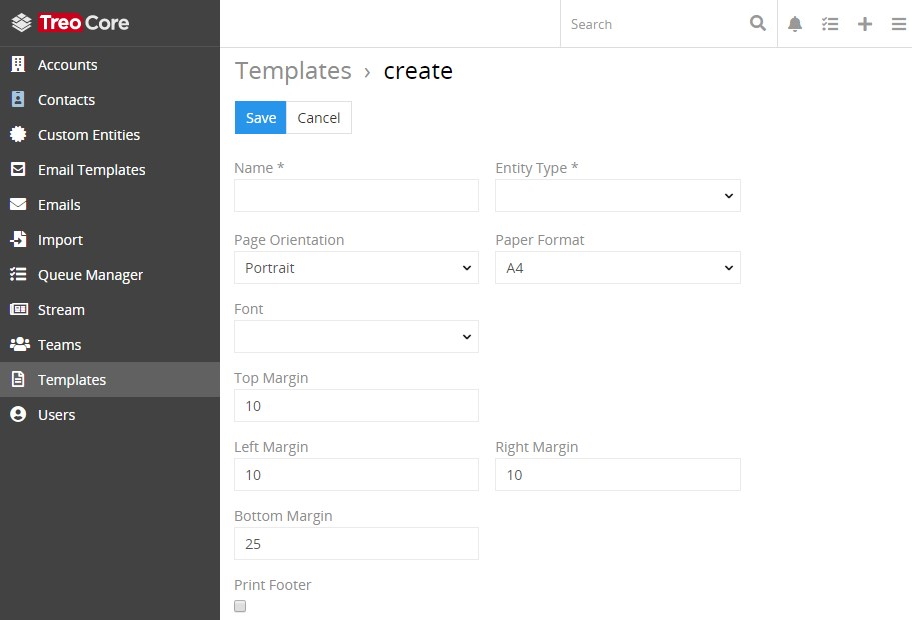 Treo Core
Search
Accounts
Contacts
Custom Entities
Email Templates
Emails
Import
Queue Manager
Stream
Teams
Templates
Users
Templates › create
Save Cancel
Name * Entity Type *
Page Orientation Paper Format
Portrait A4
Font
Top Margin
10
Left Margin Right Margin
10 10
Bottom Margin
25
Print Footer